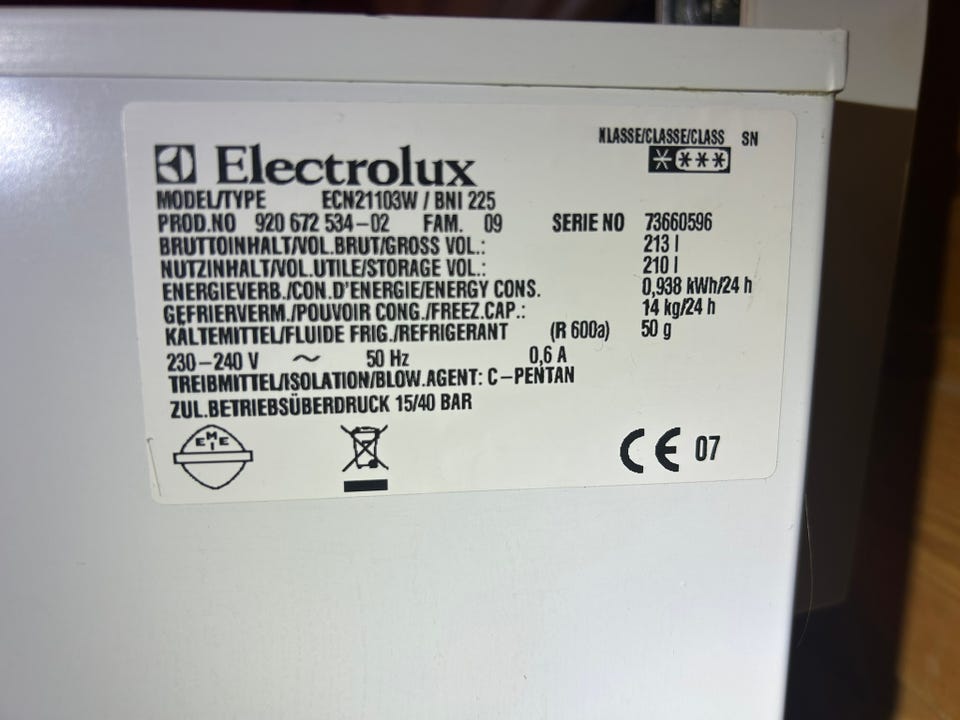 KLASSE/CLASSE/CLASS SN
Electrolux
MODEL/TYPE ECN21103W / BNI 225
PROD.NO 920 672 534-02 FAM. 09 SERIE NO 73660596
BRUTTOINHALT/VOL.BRUT/GROSS VOL.: 213 l
NUTZINHALT/VOL.UTILE/STORAGE VOL.: 210 l
ENERGIEVERB./CON.D'ENERGIE/ENERGY CONS. 0,938 kWh/24 h
GEFRIERVERM./POUVOIR CONG./FREEZ.CAP.: 14 kg/24 h
KÄLTEMITTEL/FLUIDE FRIG./REFRIGERANT (R 600a) 50 g
230-240 V ~ 50 Hz 0,6 A
TREIBMITTEL/ISOLATION/BLOW.AGENT: C-PENTAN
ZUL.BETRIEBSÜBERDRUCK 15/40 BAR
EMEI
CE 07